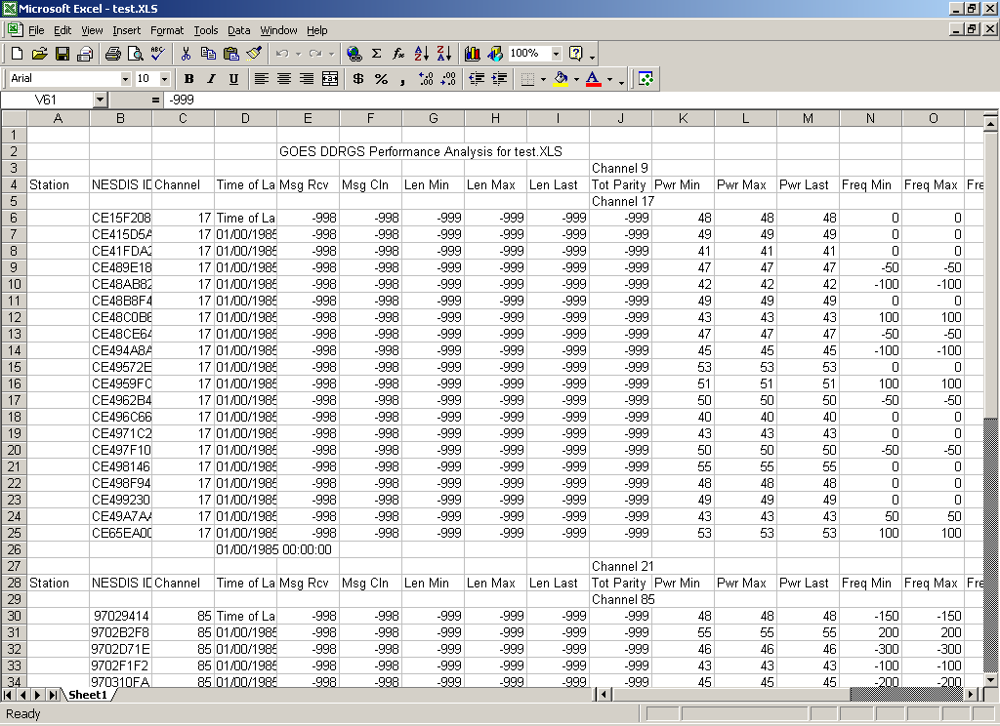 Microsoft Excel - test.XLS
File Edit View Insert Format Tools Data Window Help
100%
Arial 10 B I U $ % ,
V61 = -999
A B C D E F G H I J K L M N O
1
2 GOES DDRGS Performance Analysis for test.XLS
3 Channel 9
4 Station NESDIS ID Channel Time of La Msg Rcv Msg Cln Len Min Len Max Len Last Tot Parity Pwr Min Pwr Max Pwr Last Freq Min Freq Max Fre
5 Channel 17
6 CE15F208 17 Time of La -998 -998 -999 -999 -999 -999 48 48 48 0 0
7 CE415D5A 17 01/00/1985 -998 -998 -999 -999 -999 -999 49 49 49 0 0
8 CE41FDA2 17 01/00/1985 -998 -998 -999 -999 -999 -999 41 41 41 0 0
9 CE489E18 17 01/00/1985 -998 -998 -999 -999 -999 -999 47 47 47 -50 -50
10 CE48AB82 17 01/00/1985 -998 -998 -999 -999 -999 -999 42 42 42 -100 -100
11 CE48B8F4 17 01/00/1985 -998 -998 -999 -999 -999 -999 49 49 49 0 0
12 CE48C0B6 17 01/00/1985 -998 -998 -999 -999 -999 -999 43 43 43 100 100
13 CE48CE64 17 01/00/1985 -998 -998 -999 -999 -999 -999 47 47 47 -50 -50
14 CE494A8A 17 01/00/1985 -998 -998 -999 -999 -999 -999 45 45 45 -100 -100
15 CE49572E 17 01/00/1985 -998 -998 -999 -999 -999 -999 53 53 53 0 0
16 CE4959FC 17 01/00/1985 -998 -998 -999 -999 -999 -999 51 51 51 100 100
17 CE4962B4 17 01/00/1985 -998 -998 -999 -999 -999 -999 50 50 50 -50 -50
18 CE496C66 17 01/00/1985 -998 -998 -999 -999 -999 -999 40 40 40 0 0
19 CE4971C2 17 01/00/1985 -998 -998 -999 -999 -999 -999 43 43 43 0 0
20 CE497F10 17 01/00/1985 -998 -998 -999 -999 -999 -999 50 50 50 -50 -50
21 CE498146 17 01/00/1985 -998 -998 -999 -999 -999 -999 55 55 55 0 0
22 CE498F94 17 01/00/1985 -998 -998 -999 -999 -999 -999 48 48 48 0 0
23 CE499230 17 01/00/1985 -998 -998 -999 -999 -999 -999 49 49 49 0 0
24 CE49A7AA 17 01/00/1985 -998 -998 -999 -999 -999 -999 43 43 43 50 50
25 CE65EA00 17 01/00/1985 -998 -998 -999 -999 -999 -999 53 53 53 100 100
26 01/00/1985 00:00:00
27 Channel 21
28 Station NESDIS ID Channel Time of La Msg Rcv Msg Cln Len Min Len Max Len Last Tot Parity Pwr Min Pwr Max Pwr Last Freq Min Freq Max Fre
29 Channel 85
30 97029414 85 Time of La -998 -998 -999 -999 -999 -999 48 48 48 -150 -150
31 9702B2F8 85 01/00/1985 -998 -998 -999 -999 -999 -999 55 55 55 200 200
32 9702D71E 85 01/00/1985 -998 -998 -999 -999 -999 -999 46 46 46 -300 -300
33 9702F1F2 85 01/00/1985 -998 -998 -999 -999 -999 -999 43 43 43 -100 -100
34 970310FA 85 01/00/1985 -998 -998 -999 -999 -999 -999 45 45 45 -200 -200
Sheet1
Ready